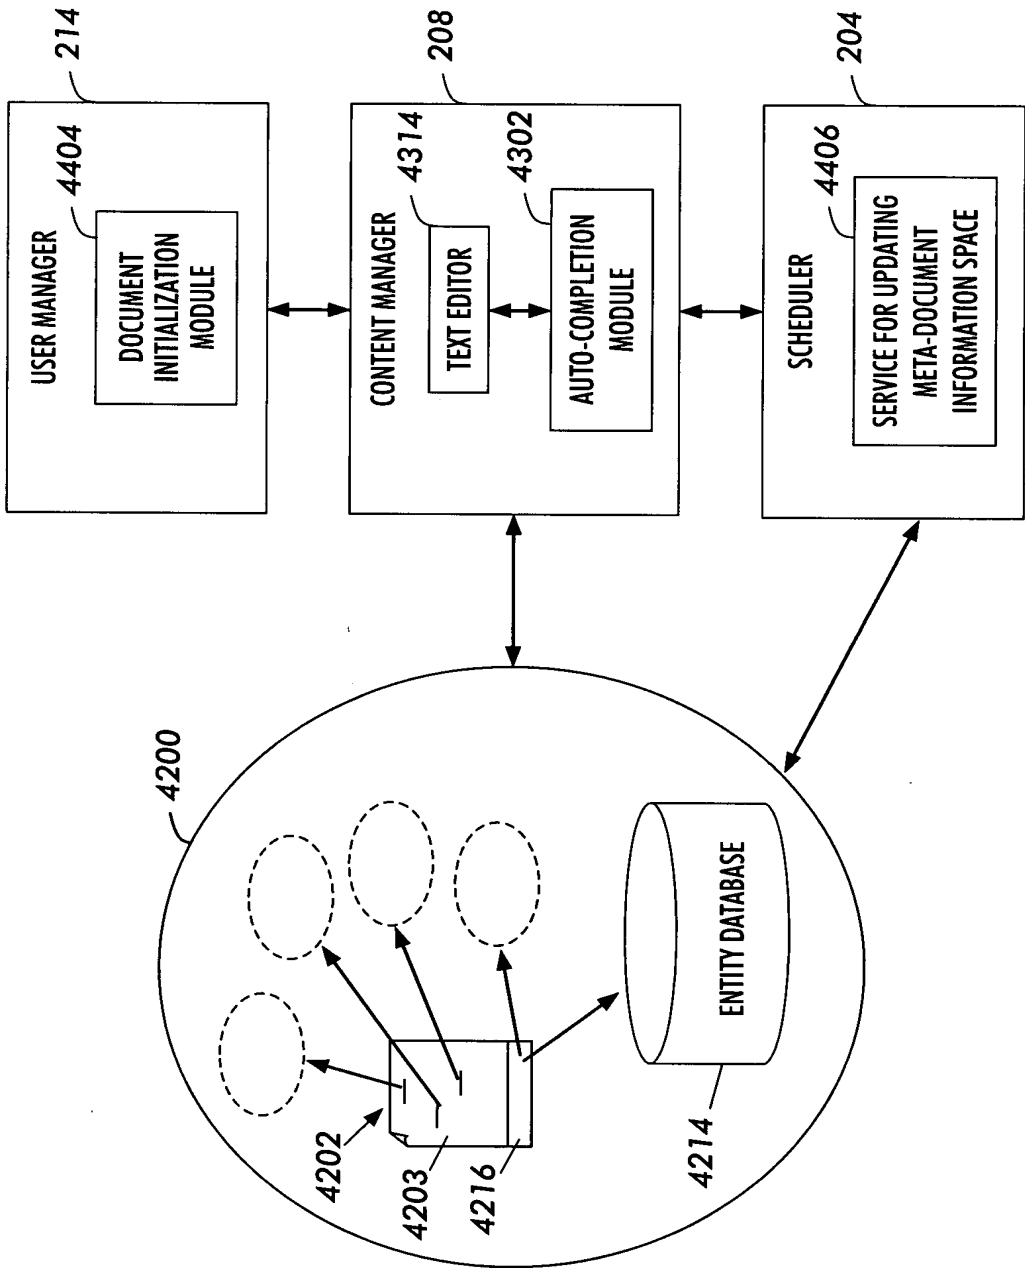 USER MANAGER
214
DOCUMENT
INITIALIZATION
MODULE
4404
CONTENT MANAGER
208
TEXT EDITOR
4314
AUTO-COMPLETION
MODULE
4302
SCHEDULER
204
SERVICE FOR UPDATING
META-DOCUMENT
INFORMATION SPACE
4406
4200
4202
4203
4216
ENTITY DATABASE
4214